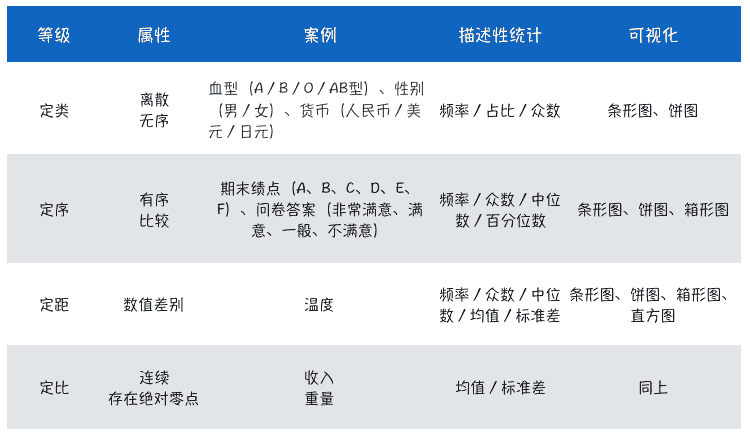 等级 属性 案例 描述性统计 可视化
定类
离散
无序
血型（A/B/O/AB型）、性别
（男/女）、货币（人民币/美
元/日元）
频率/占比/众数
条形图、饼图
定序
有序
比较
期末绩点（A、B、C、D、E、
F）、问卷答案（非常满意、满
意、一般、不满意）
频率/众数/中位
数/百分位数
条形图、饼图、箱形图
定距
数值差别
温度
频率/众数/中位
数/均值/标准差
条形图、饼图、箱形图、
直方图
定比
连续
存在绝对零点
收入
重量
均值/标准差
同上